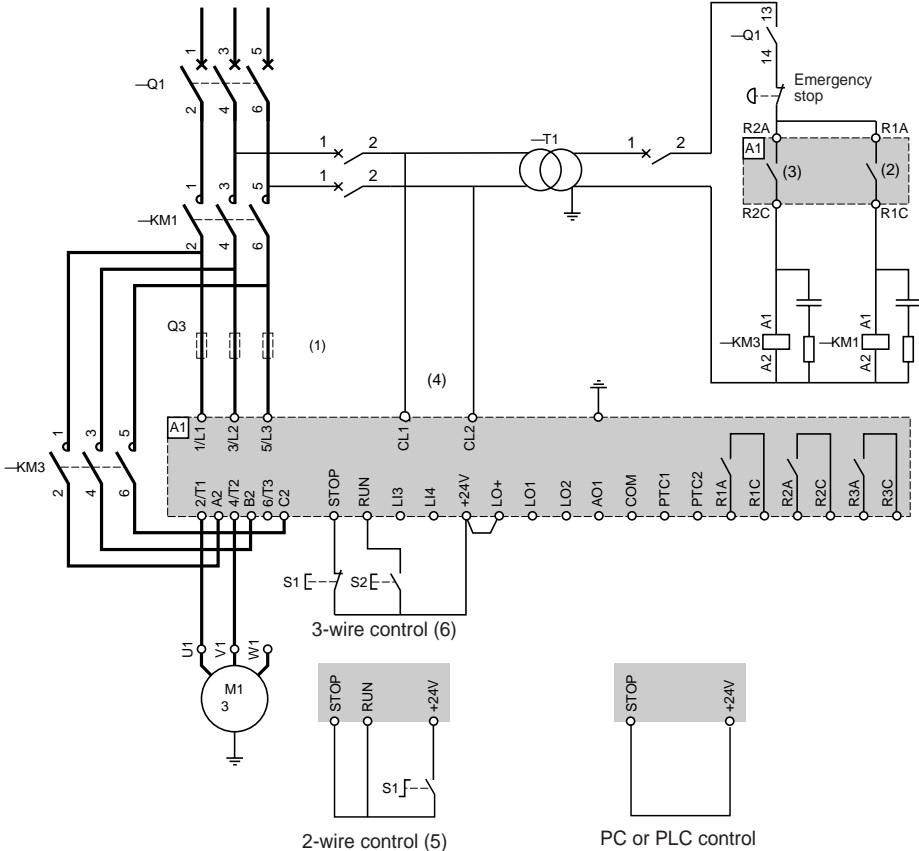 1 3 5
–Q1
2 4 6
1 2
1 2
–T1
1 2
13
–Q1
14
Emergency
stop
R2A R1A
A1
(3) (2)
R2C R1C
1 3 5
–KM1
2 4 6
A1 A1
–KM3 –KM1
A2 A2
Q3
(1)
(4)
A1
1/L1 3/L2 5/L3 CL1 CL2
1 3 5
–KM3
2 4 6
2/T1 A2 4/T2 B2 6/T3 C2 STOP RUN LI3 LI4 +24V LO+ LO1 LO2 AO1 COM PTC1 PTC2 R1A R1C R2A R2C R3A R3C
S1 S2
3-wire control (6)
U1 V1 W1
M1
3
STOP RUN +24V
S1
2-wire control (5)
STOP +24V
PC or PLC control